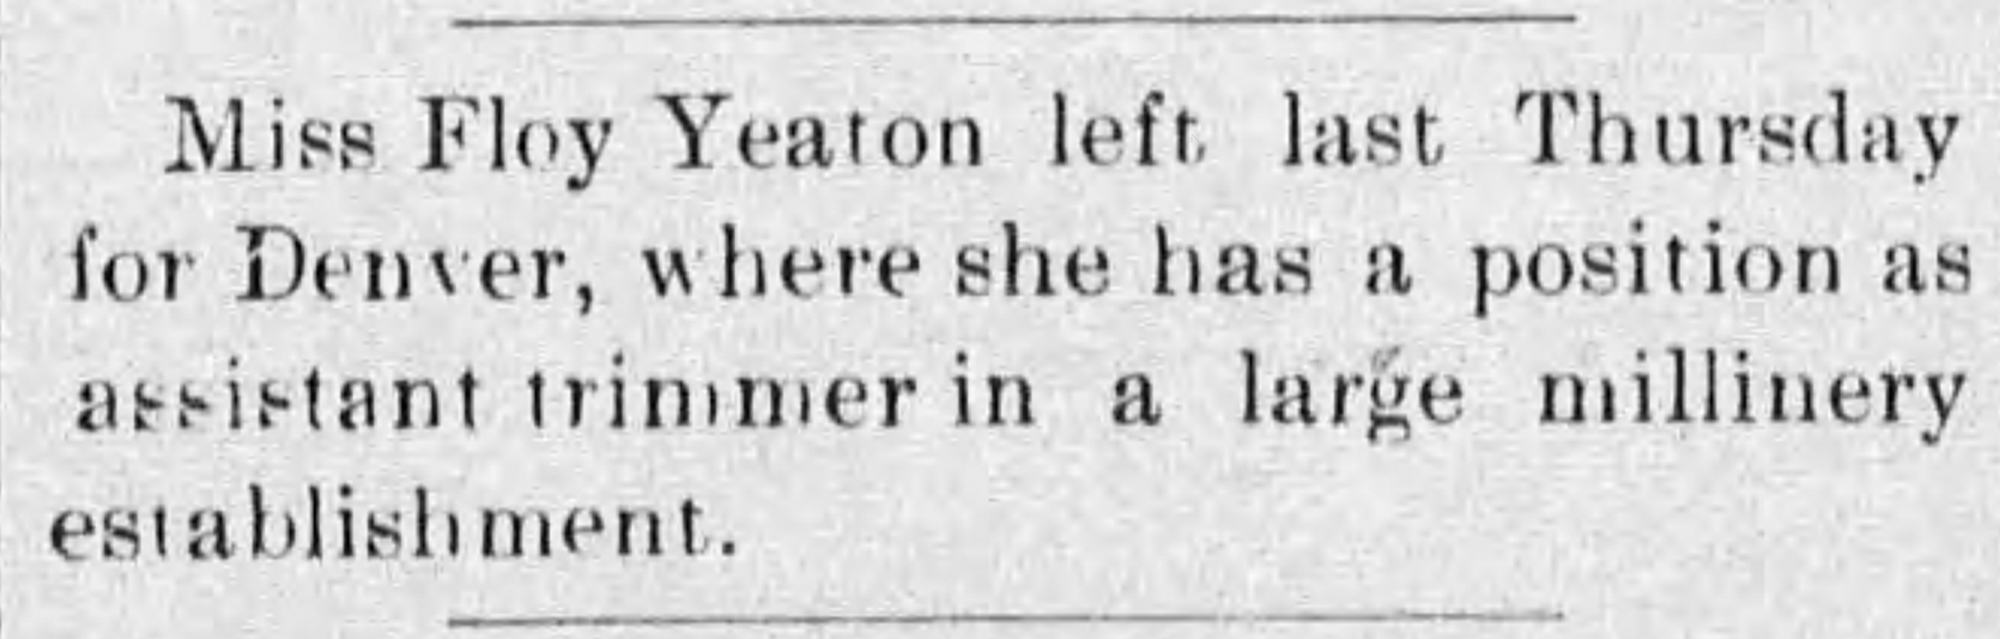 Miss Floy Yeaton left last Thursday
for Denver, where she has a position as
assistant trimmer in a large millinery
establishment.